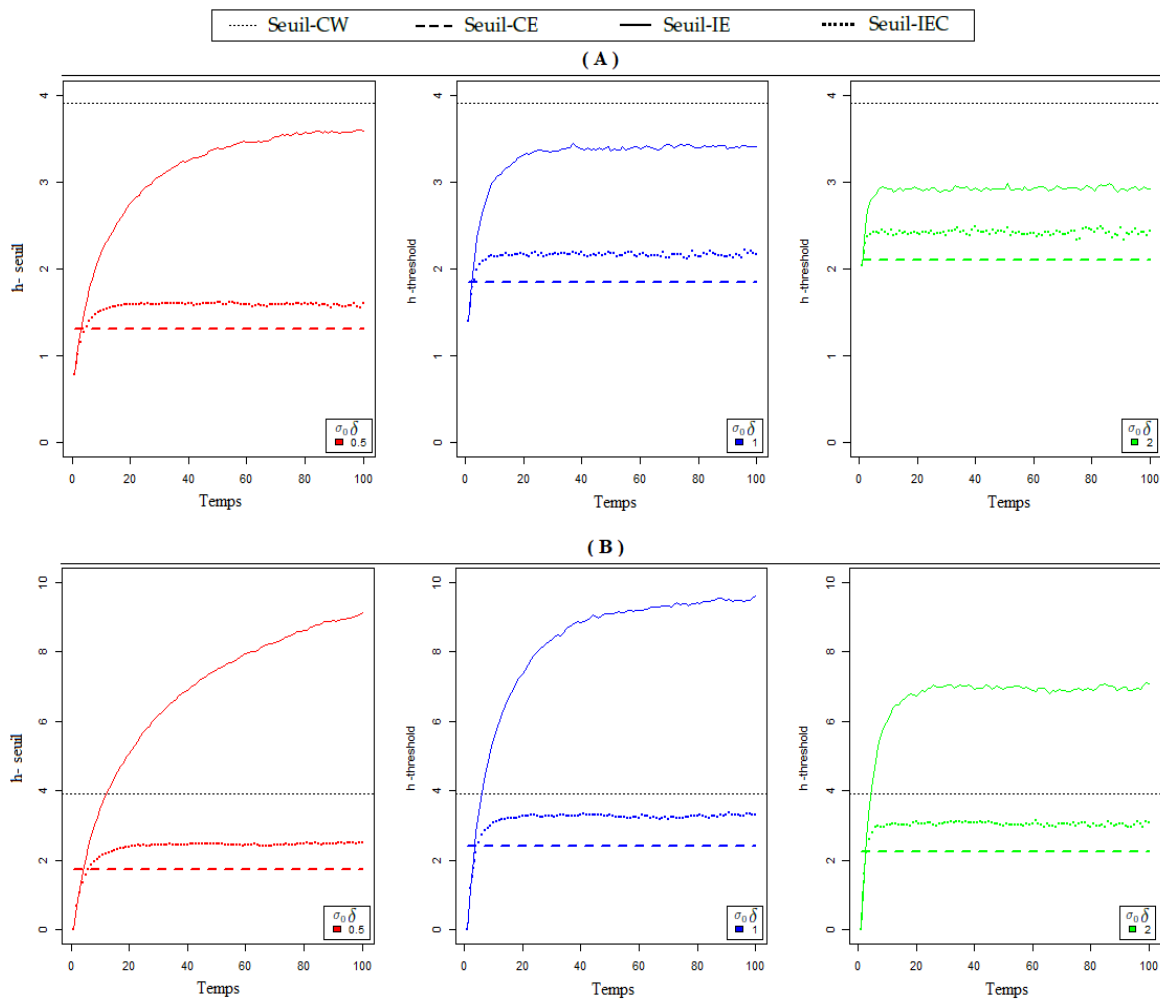 Seuil-CW Seuil-CE Seuil-IE Seuil-IEC
( A )
h- seuil
0 1 2 3 4
0 20 40 60 80 100
Temps
σ₀δ
0.5
h -threshold
0 1 2 3 4
0 20 40 60 80 100
Temps
σ₀δ
1
h -threshold
0 1 2 3 4
0 20 40 60 80 100
Temps
σ₀δ
2
( B )
h- seuil
0 2 4 6 8 10
0 20 40 60 80 100
Temps
σ₀δ
0.5
h -threshold
0 2 4 6 8 10
0 20 40 60 80 100
Temps
σ₀δ
1
h -threshold
0 2 4 6 8 10
0 20 40 60 80 100
Temps
σ₀δ
2